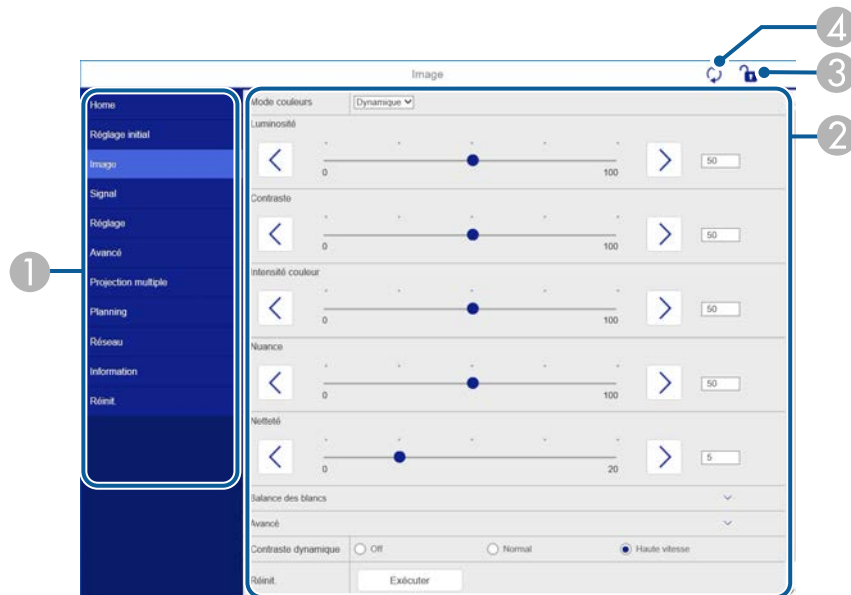 4
Image
3
Home
Réglage initial
Image
Signal
Réglage
Avancé
Projection multiple
Planning
Réseau
Information
Réinit.
1
Mode couleurs Dynamique
2
Luminosité
0 100 50
Contraste
0 100 50
Intensité couleur
0 100 50
Nuance
0 100 50
Netteté
0 20 5
Balance des blancs
Avancé
Contraste dynamique Off Normal Haute vitesse
Réinit. Exécuter